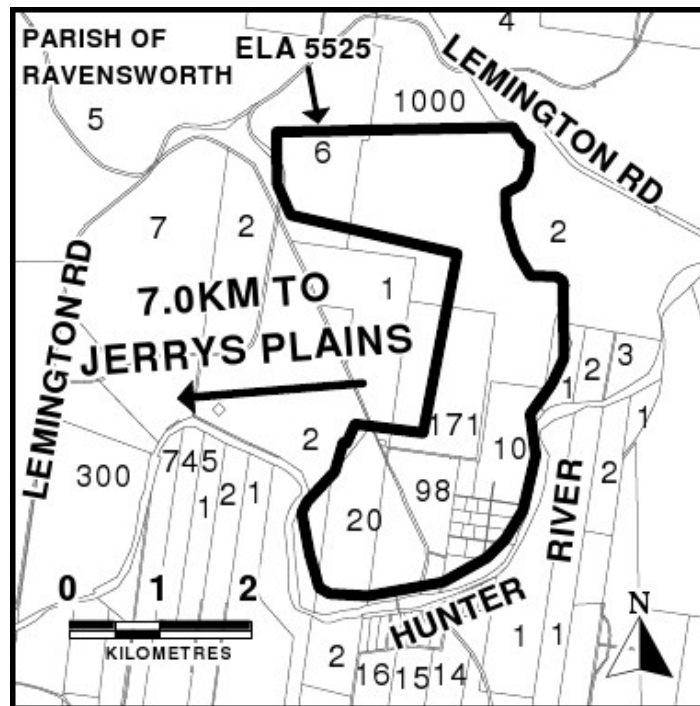 PARISH OF
RAVENSWORTH
ELA 5525
4
1000
LEMINGTON RD
5
6
7
2
2
LEMINGTON RD
7.0KM TO
JERRYS PLAINS
1
1
2
3
1
2
171
10
2
300
745
1
2
1
98
20
RIVER
HUNTER
0 1 2
KILOMETRES
N
2
16
15
14
1
1